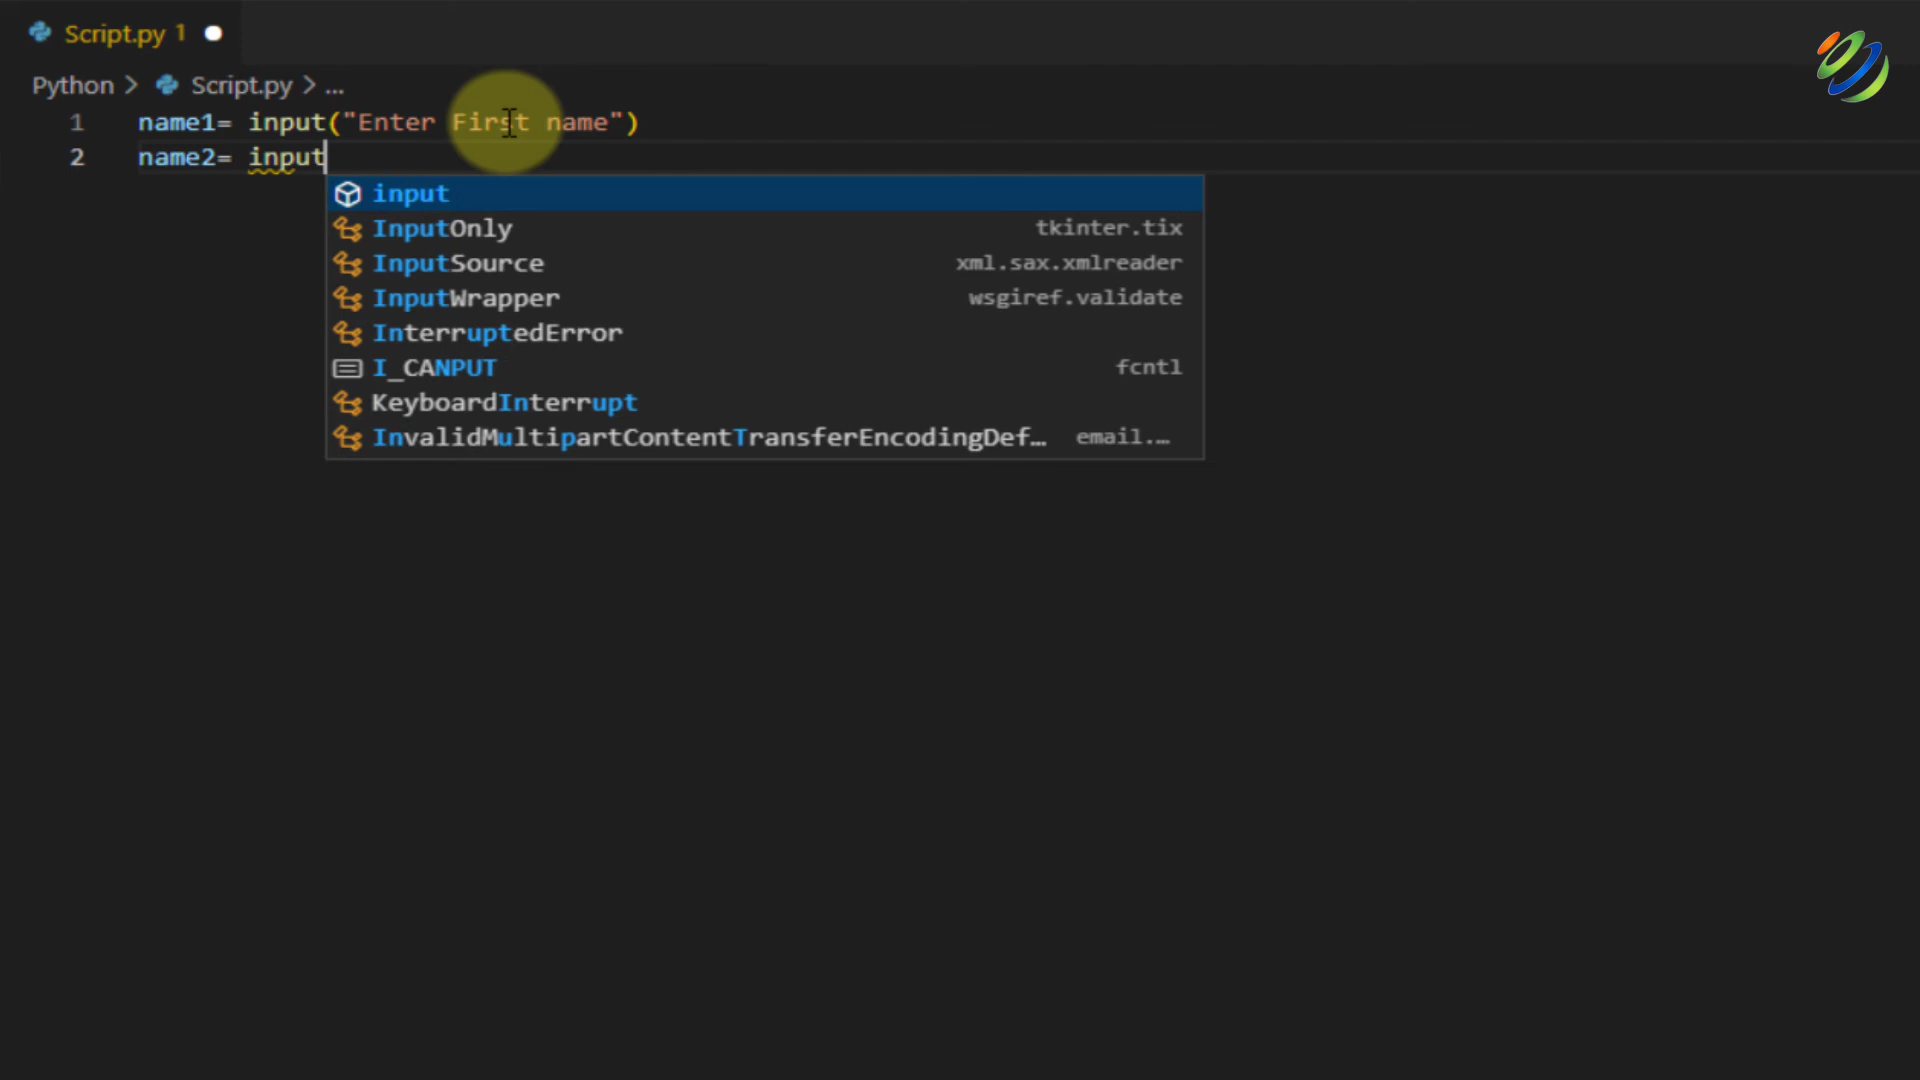 Script.py 1
Python > Script.py > ...
1 name1= input("Enter First name")
2 name2= input
input
InputOnly tkinter.tix
InputSource xml.sax.xmlreader
InputWrapper wsgiref.validate
InterruptedError
I_CANPUT fcntl
KeyboardInterrupt
InvalidMultipartContentTransferEncodingDef… email.…